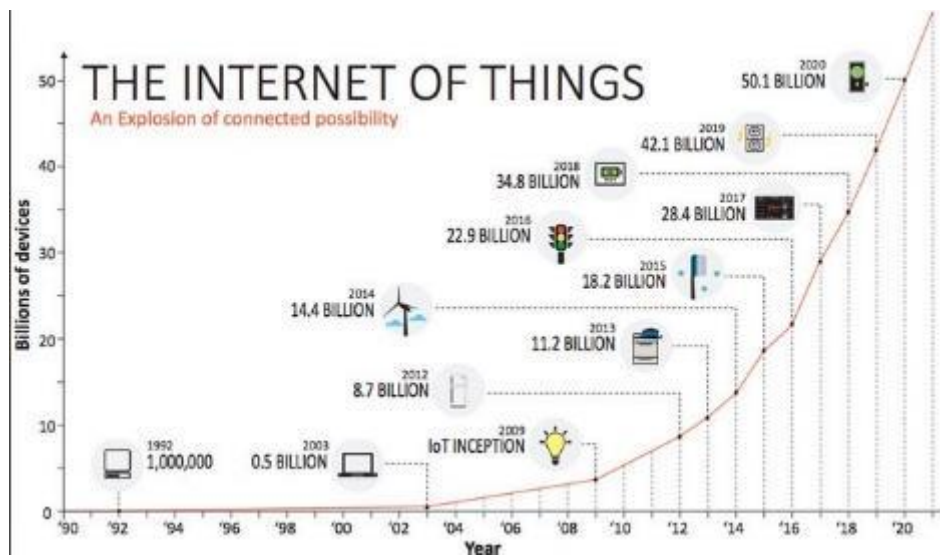 THE INTERNET OF THINGS
An Explosion of connected possibility
Billions of devices
50
40
30
20
10
0
1992
1,000,000
2003
0.5 BILLION
2009
IoT INCEPTION
2012
8.7 BILLION
2013
11.2 BILLION
2014
14.4 BILLION
2015
18.2 BILLION
2016
22.9 BILLION
2017
28.4 BILLION
2018
34.8 BILLION
2019
42.1 BILLION
2020
50.1 BILLION
'90 '92 '94 '96 '98 '00 '02 '04 '06 '08 '10 '12 '14 '16 '18 '20
Year